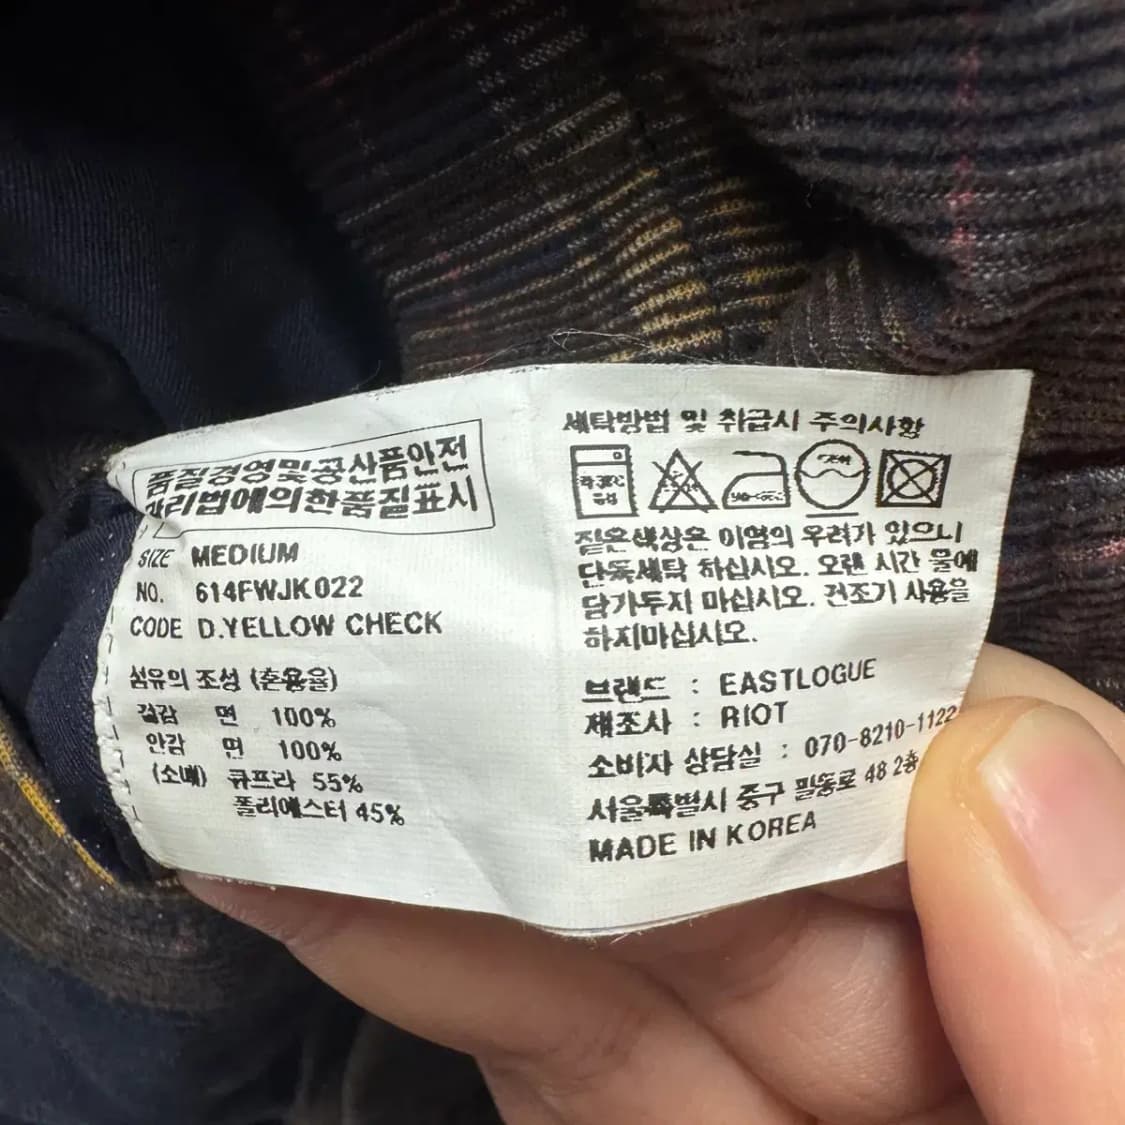 품질경영및공산품안전
관리법에의한품질표시
SIZE MEDIUM
NO. 614FWJK022
CODE D.YELLOW CHECK
섬유의 조성 (혼용율)
겉감 면 100%
안감 면 100%
(소매) 큐프라 55%
폴리에스터 45%
세탁방법 및 취급시 주의사항
짙은색상은 이염의 우려가 있으니
단독세탁 하십시오. 오랜 시간 물에
담가두지 마십시오. 건조기 사용을
하지마십시오.
브랜드 : EASTLOGUE
제조사 : RIOT
소비자 상담실 : 070-8210-1122
서울특별시 중구 필동로 48 2층
MADE IN KOREA